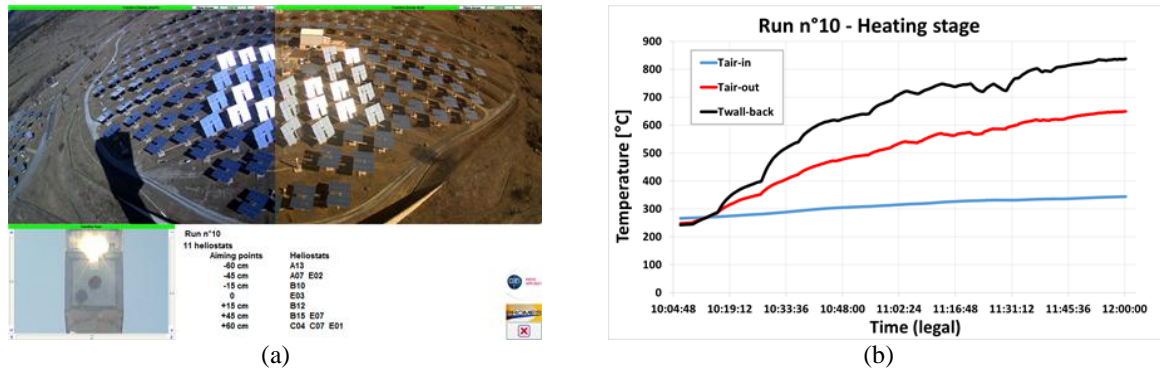 Run n°10
11 heliostats
Aiming points Heliostats
-60 cm A13
-45 cm A07 E02
-15 cm B10
0 E03
+15 cm B12
+45 cm B15 E07
+60 cm C04 C07 E01
PROMES
(a)
Run n°10 - Heating stage
Temperature [°C]
900
800
700
600
500
400
300
200
100
0
Tair-in
Tair-out
Twall-back
10:04:48 10:19:12 10:33:36 10:48:00 11:02:24 11:16:48 11:31:12 11:45:36 12:00:00
Time (legal)
(b)